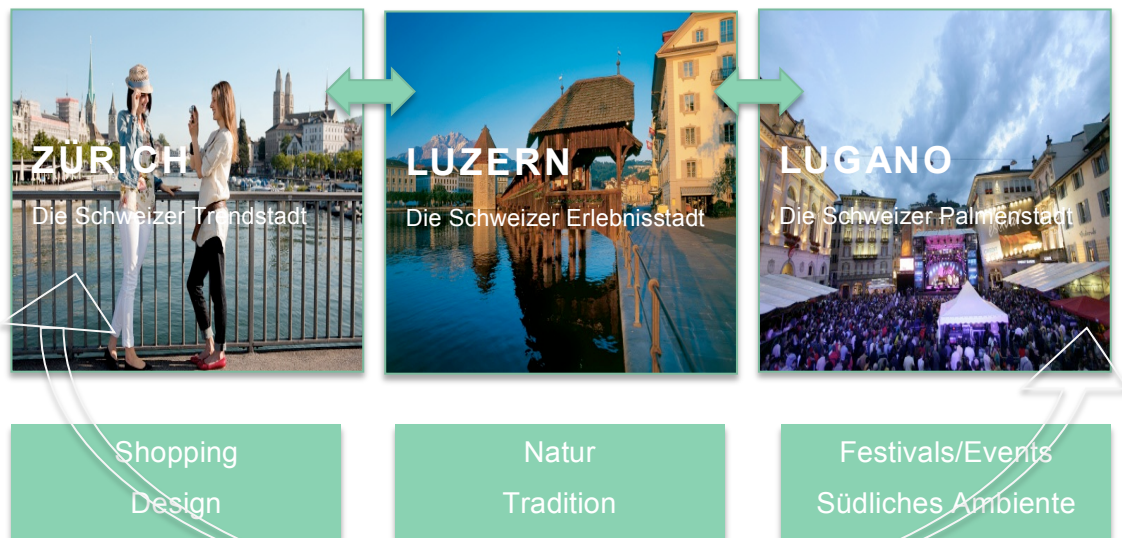 ZÜRICH
Die Schweizer Trendstadt
LUZERN
Die Schweizer Erlebnisstadt
LUGANO
Die Schweizer Palmenstadt
Shopping
Design
Natur
Tradition
Festivals/Events
Südliches Ambiente